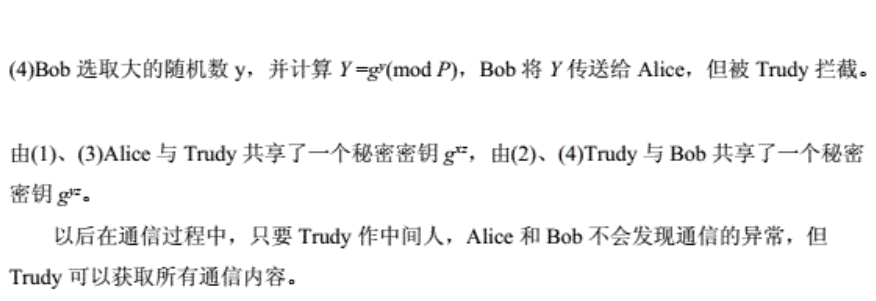 (4)Bob 选取大的随机数 y，并计算 Y=g^y(mod P)，Bob 将 Y 传送给 Alice，但被 Trudy 拦截。
由(1)、(3)Alice 与 Trudy 共享了一个秘密密钥 g^xz，由(2)、(4)Trudy 与 Bob 共享了一个秘密
密钥 g^yz。
以后在通信过程中，只要 Trudy 作中间人，Alice 和 Bob 不会发现通信的异常，但
Trudy 可以获取所有通信内容。